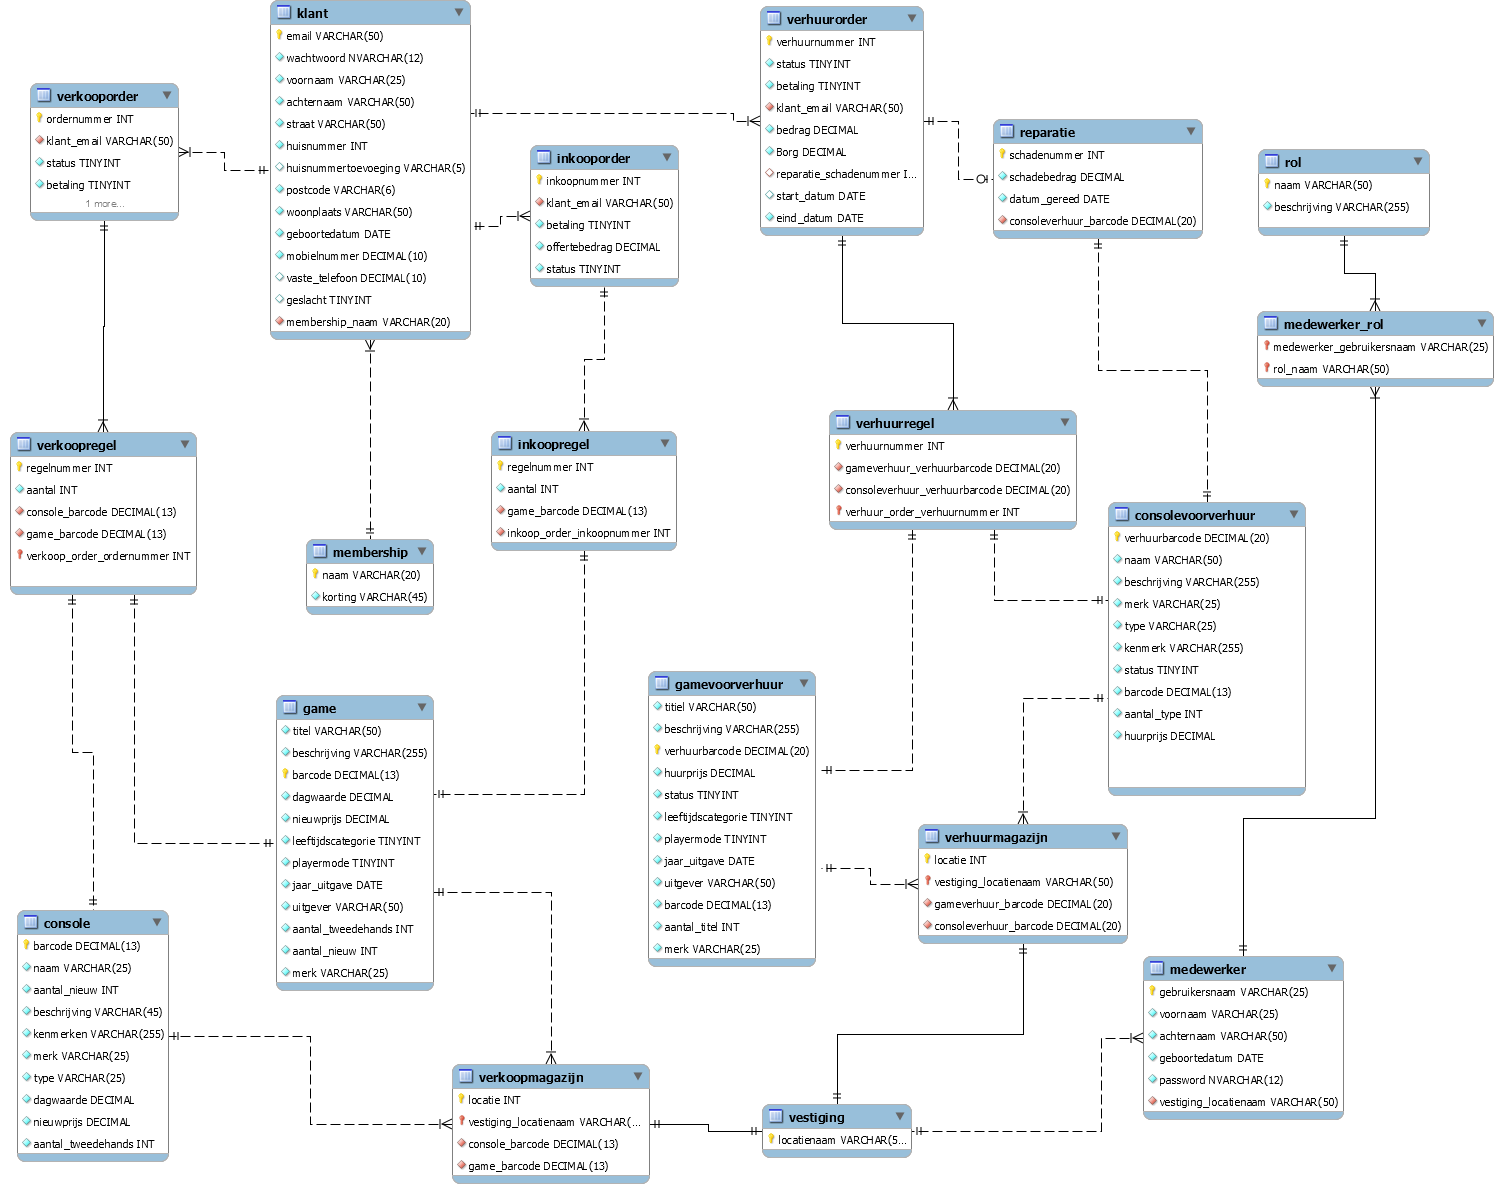 klant
email VARCHAR(50)
wachtwoord NVARCHAR(12)
voornaam VARCHAR(25)
achternaam VARCHAR(50)
straat VARCHAR(50)
huisnummer INT
huisnummertoevoeging VARCHAR(5)
postcode VARCHAR(6)
woonplaats VARCHAR(50)
geboortedatum DATE
mobielnummer DECIMAL(10)
vaste_telefoon DECIMAL(10)
geslacht TINYINT
membership_naam VARCHAR(20)
verhuurorder
verhuurnummer INT
status TINYINT
betaling TINYINT
klant_email VARCHAR(50)
bedrag DECIMAL
Borg DECIMAL
reparatie_schadenummer I...
start_datum DATE
eind_datum DATE
verkooporder
ordernummer INT
klant_email VARCHAR(50)
status TINYINT
betaling TINYINT
1 more...
inkooporder
inkoopnummer INT
klant_email VARCHAR(50)
betaling TINYINT
offertebedrag DECIMAL
status TINYINT
reparatie
schadenummer INT
schadebedrag DECIMAL
datum_gereed DATE
consoleverhuur_barcode DECIMAL(20)
rol
naam VARCHAR(50)
beschrijving VARCHAR(255)
medewerker_rol
medewerker_gebruikersnaam VARCHAR(25)
rol_naam VARCHAR(50)
verkoopregel
regelnummer INT
aantal INT
console_barcode DECIMAL(13)
game_barcode DECIMAL(13)
verkoop_order_ordernummer INT
inkoopregel
regelnummer INT
aantal INT
game_barcode DECIMAL(13)
inkoop_order_inkoopnummer INT
verhuurregel
verhuurnummer INT
gameverhuur_verhuurbarcode DECIMAL(20)
consoleverhuur_verhuurbarcode DECIMAL(20)
verhuur_order_verhuurnummer INT
consolevoorverhuur
verhuurbarcode DECIMAL(20)
naam VARCHAR(50)
beschrijving VARCHAR(255)
merk VARCHAR(25)
type VARCHAR(25)
kenmerk VARCHAR(255)
status TINYINT
barcode DECIMAL(13)
aantal_type INT
huurprijs DECIMAL
membership
naam VARCHAR(20)
korting VARCHAR(45)
game
titel VARCHAR(50)
beschrijving VARCHAR(255)
barcode DECIMAL(13)
dagwaarde DECIMAL
nieuwprijs DECIMAL
leeftijdscategorie TINYINT
playermode TINYINT
jaar_uitgave DATE
uitgever VARCHAR(50)
aantal_tweedehands INT
aantal_nieuw INT
merk VARCHAR(25)
gamevoorverhuur
titiel VARCHAR(50)
beschrijving VARCHAR(255)
verhuurbarcode DECIMAL(20)
huurprijs DECIMAL
status TINYINT
leeftijdscategorie TINYINT
playermode TINYINT
jaar_uitgave DATE
uitgever VARCHAR(50)
barcode DECIMAL(13)
aantal_titel INT
merk VARCHAR(25)
verhuurmagazijn
locatie INT
vestiging_locatienaam VARCHAR(50)
gameverhuur_barcode DECIMAL(20)
consoleverhuur_barcode DECIMAL(20)
console
barcode DECIMAL(13)
naam VARCHAR(25)
aantal_nieuw INT
beschrijving VARCHAR(45)
kenmerken VARCHAR(255)
merk VARCHAR(25)
type VARCHAR(25)
dagwaarde DECIMAL
nieuwprijs DECIMAL
aantal_tweedehands INT
medewerker
gebruikersnaam VARCHAR(25)
voornaam VARCHAR(25)
achternaam VARCHAR(50)
geboortedatum DATE
password NVARCHAR(12)
vestiging_locatienaam VARCHAR(50)
verkoopmagazijn
locatie INT
vestiging_locatienaam VARCHAR(...
console_barcode DECIMAL(13)
game_barcode DECIMAL(13)
vestiging
locatienaam VARCHAR(5...